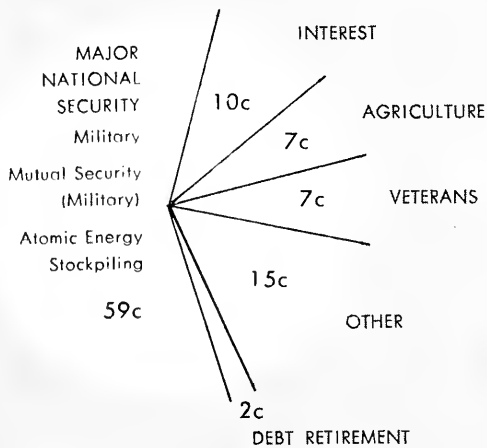 MAJOR
NATIONAL
SECURITY
Military
Mutual Security
(Military)
Atomic Energy
Stockpiling
59c
INTEREST
10c
AGRICULTURE
7c
VETERANS
7c
OTHER
15c
2c
DEBT RETIREMENT